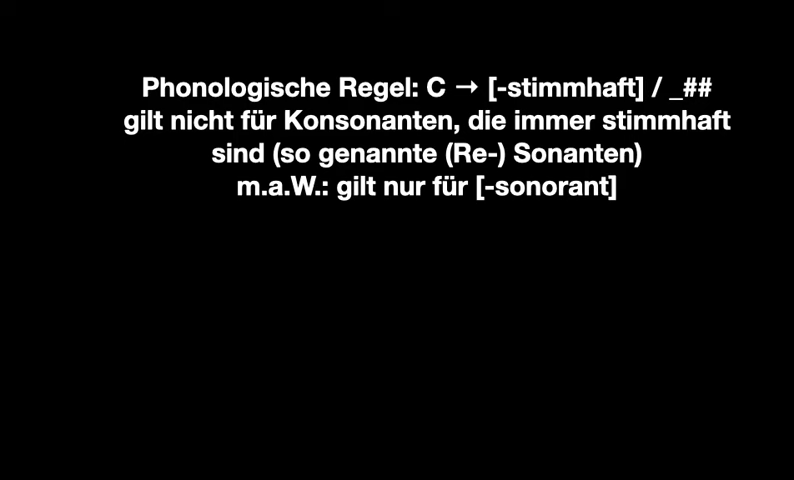 Phonologische Regel: C → [-stimmhaft] / _##
gilt nicht für Konsonanten, die immer stimmhaft
sind (so genannte (Re-) Sonanten)
m.a.W.: gilt nur für [-sonorant]